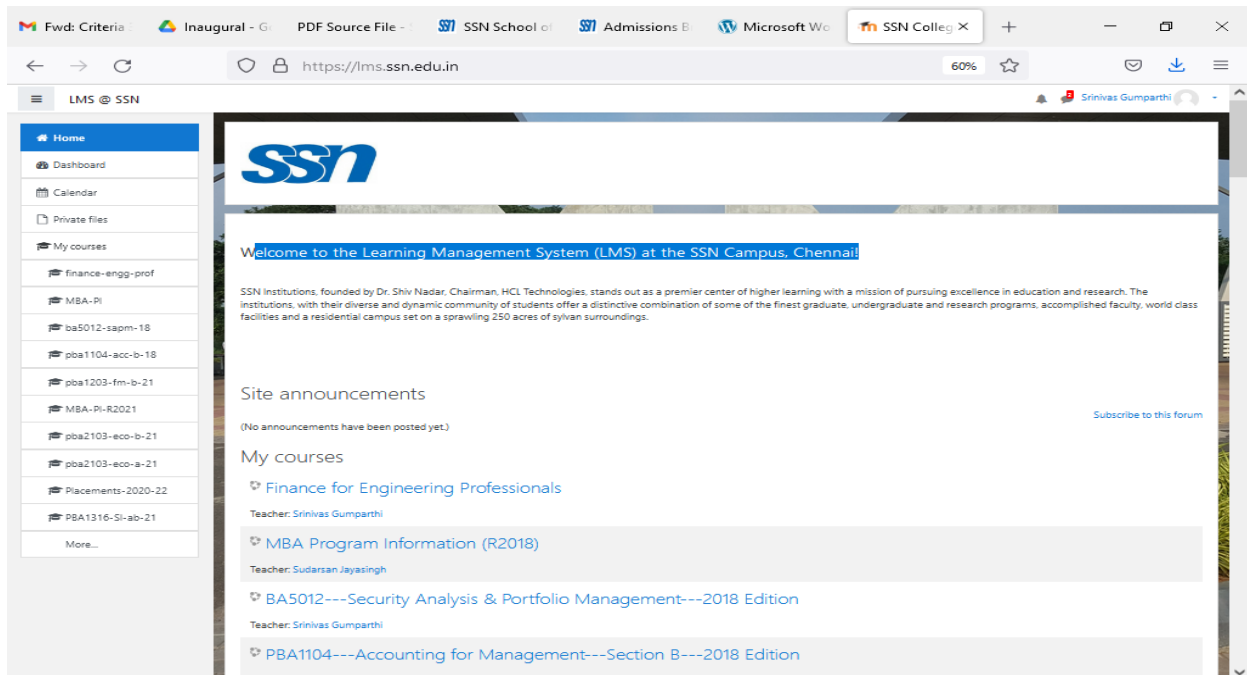 Fwd: Criteria
Inaugural - G
PDF Source File -
SSN School of
Admissions B
Microsoft Wo
SSN Colleg
https://lms.ssn.edu.in
60%
LMS @ SSN
2
Srinivas Gumparthi
Home
Dashboard
Calendar
Private files
My courses
finance-engg-prof
MBA-PI
ba5012-sapm-18
pba1104-acc-b-18
pba1203-fm-b-21
MBA-PI-R2021
pba2103-eco-b-21
pba2103-eco-a-21
Placements-2020-22
PBA1316-SI-ab-21
More...
ssn
Welcome to the Learning Management System (LMS) at the SSN Campus, Chennai!
SSN Institutions, founded by Dr. Shiv Nadar, Chairman, HCL Technologies, stands out as a premier center of higher learning with a mission of pursuing excellence in education and research. The
institutions, with their diverse and dynamic community of students offer a distinctive combination of some of the finest graduate, undergraduate and research programs, accomplished faculty, world class
facilities and a residential campus set on a sprawling 250 acres of sylvan surroundings.
Site announcements
Subscribe to this forum
(No announcements have been posted yet.)
My courses
Finance for Engineering Professionals
Teacher: Srinivas Gumparthi
MBA Program Information (R2018)
Teacher: Sudarsan Jayasingh
BA5012---Security Analysis & Portfolio Management---2018 Edition
Teacher: Srinivas Gumparthi
PBA1104---Accounting for Management---Section B---2018 Edition